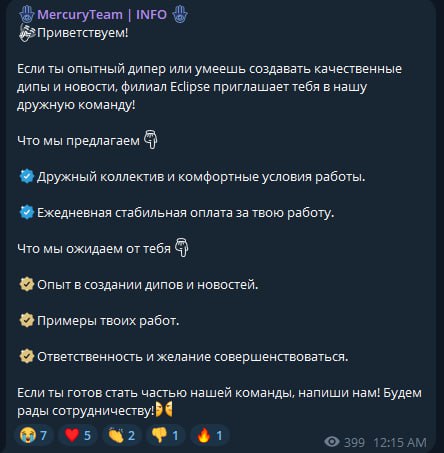 MercuryTeam | INFO
Приветствуем!
Если ты опытный дипер или умеешь создавать качественные
дипы и новости, филиал Eclipse приглашает тебя в нашу
дружную команду!
Что мы предлагаем
Дружный коллектив и комфортные условия работы.
Ежедневная стабильная оплата за твою работу.
Что мы ожидаем от тебя
Опыт в создании дипов и новостей.
Примеры твоих работ.
Ответственность и желание совершенствоваться.
Если ты готов стать частью нашей команды, напиши нам! Будем
рады сотрудничеству!
7 5 2 1 1 399 12:15 AM